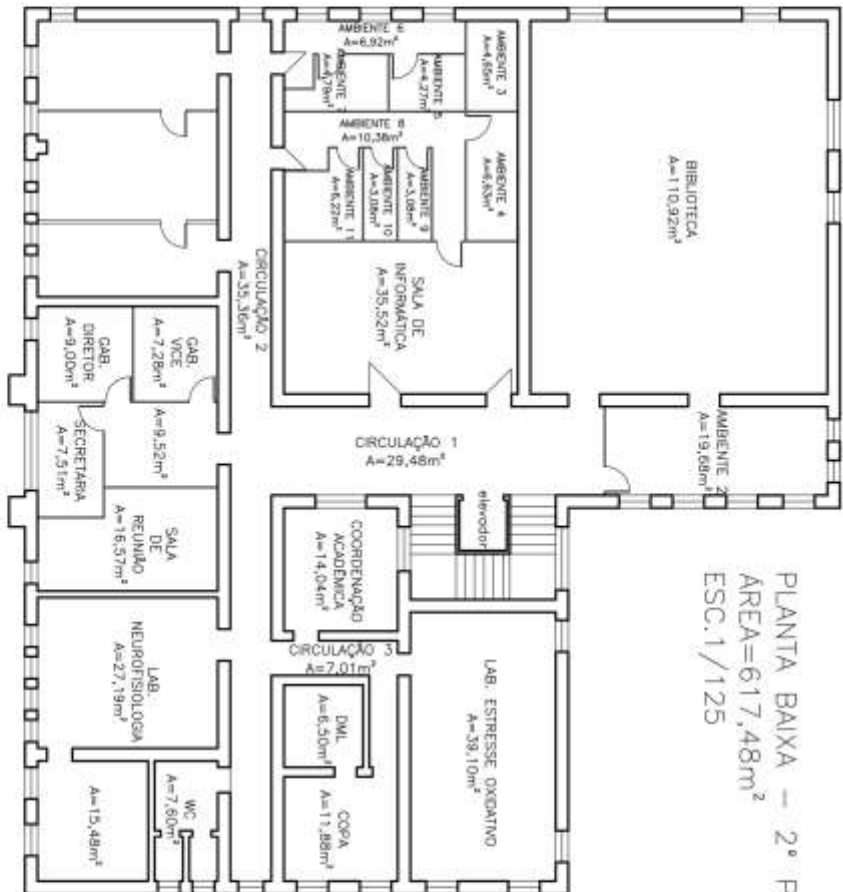 PLANTA BAIXA – 2º P
ÁREA=617,48m²
ESC.1/125
BIBLIOTECA
A=110,92m²
AMBIENTE 2
A=19,68m²
AMBIENTE 3
A=4,65m²
AMBIENTE 4
A=6,63m²
AMBIENTE 5
A=4,27m²
AMBIENTE 6
A=6,92m²
AMBIENTE 7
A=4,79m²
AMBIENTE 8
A=10,38m²
AMBIENTE 9
A=3,08m²
AMBIENTE 10
A=3,08m²
AMBIENTE 11
A=6,22m²
SALA DE
INFORMÁTICA
A=35,52m²
CIRCULAÇÃO 1
A=29,48m²
elevador
CIRCULAÇÃO 2
A=35,36m²
GAB.
VICE
A=7,28m²
GAB.
DIRETOR
A=9,00m²
A=9,52m²
SECRETARIA
A=7,51m²
SALA
DE
REUNIÃO
A=16,57m²
COORDENAÇÃO
ACADÊMICA
A=14,04m²
CIRCULAÇÃO 3
A=7,01m²
LAB. ESTRESSE OXIDATIVO
A=39,10m²
LAB.
NEUROFISIOLOGIA
A=27,19m²
DML
A=6,50m²
COPA
A=11,88m²
WC
A=7,60m²
A=15,48m²